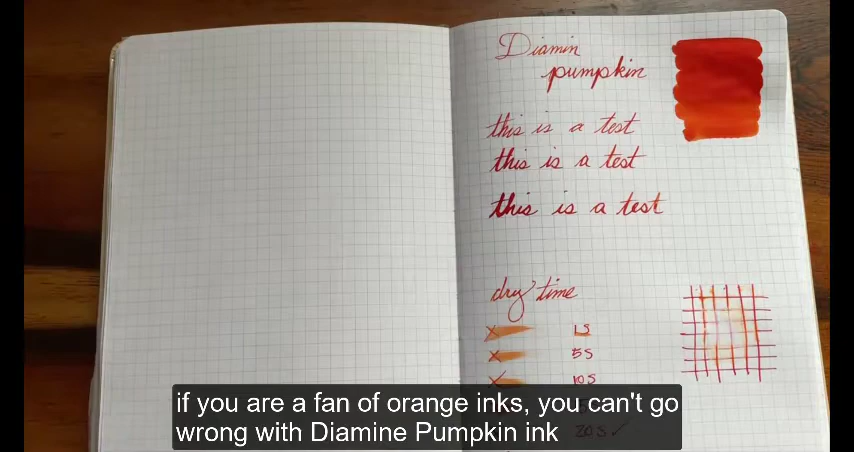 Diamin
pumpkin
this is a test
this is a test
this is a test
dry time
x 1s
x 5s
x 10s
20s ✓
if you are a fan of orange inks, you can't go
wrong with Diamine Pumpkin ink